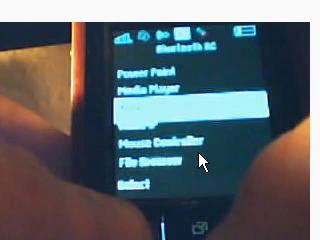 Bluetooth RC
Power Point
Media Player
Mouse Controller
File Browser
Select